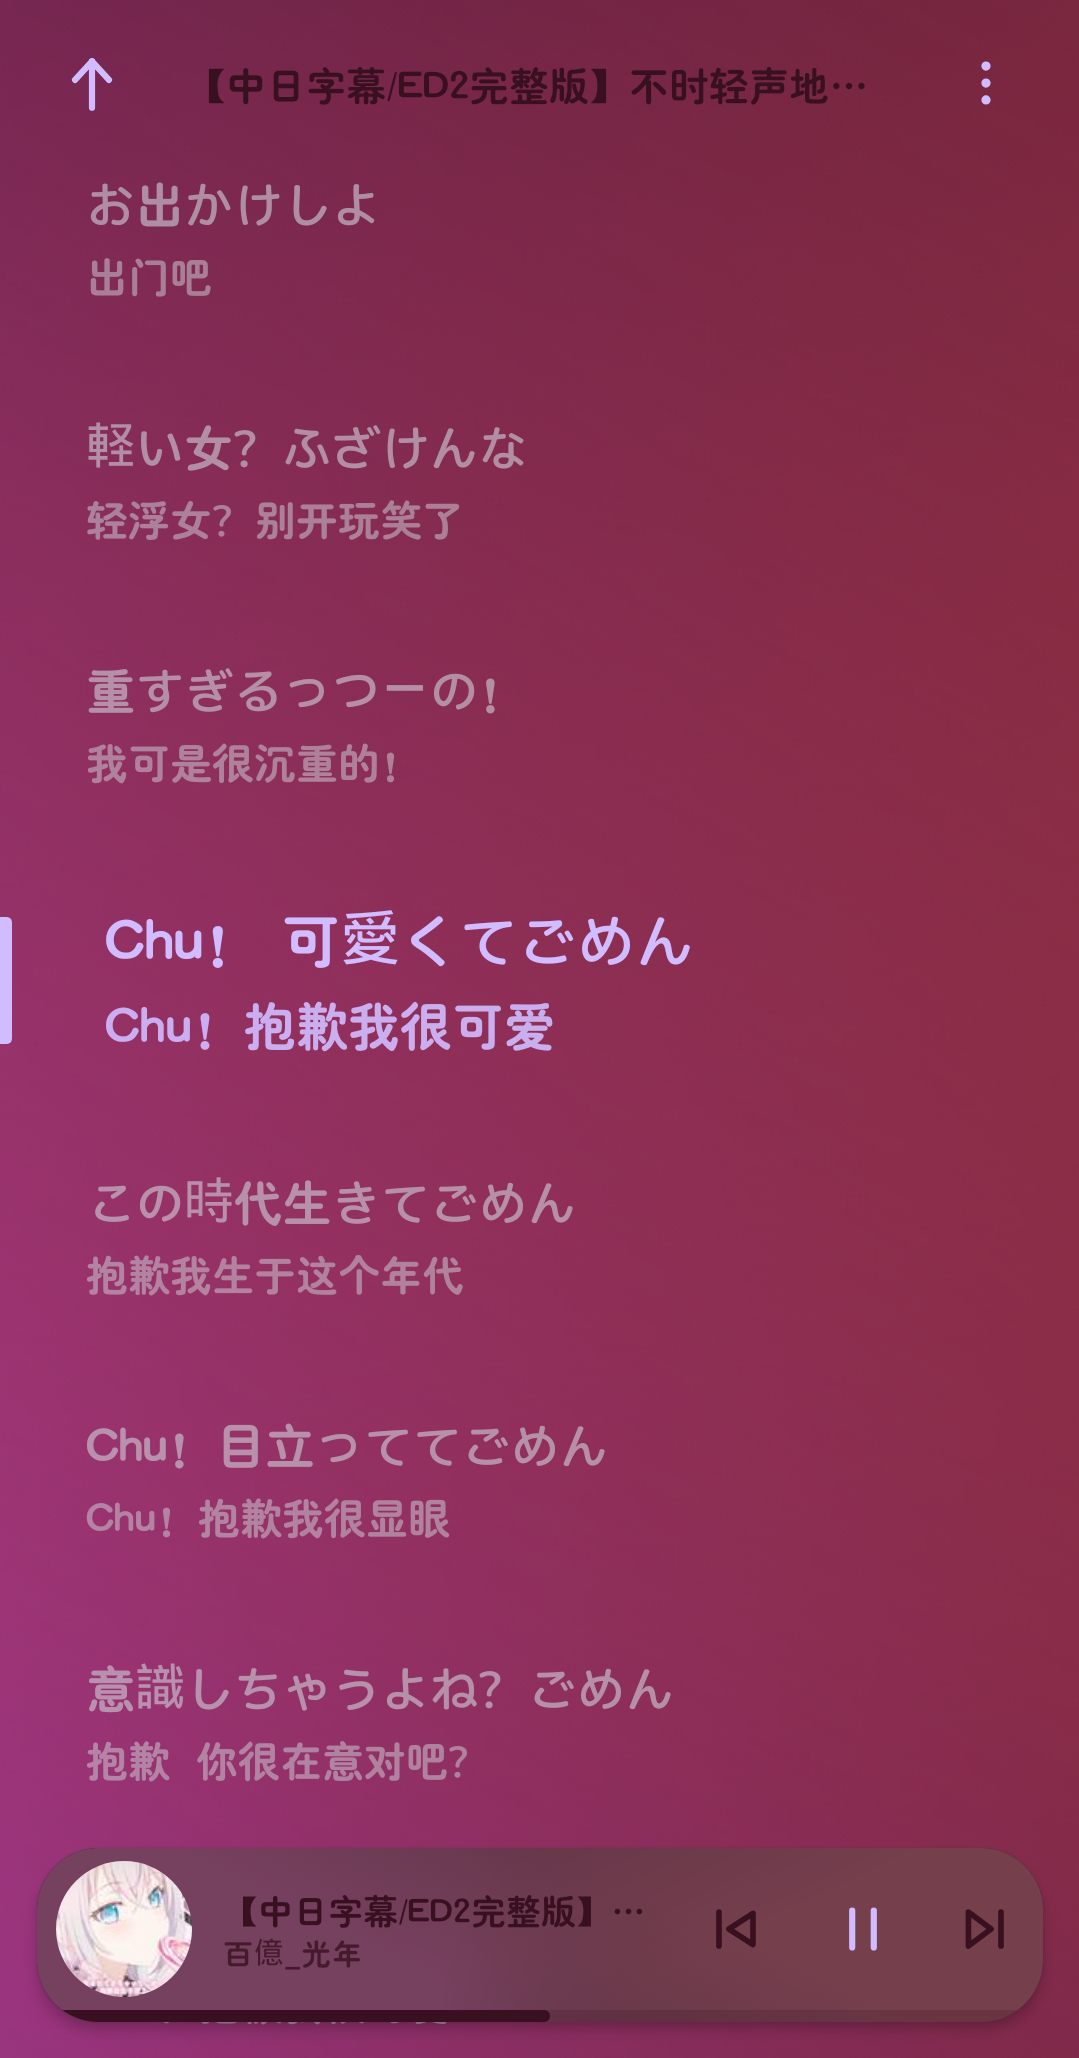 【中日字幕/ED2完整版】不时轻声地…
お出かけしよ
出门吧
軽い女？ふざけんな
轻浮女？别开玩笑了
重すぎるっつーの！
我可是很沉重的！
Chu！　可愛くてごめん
Chu！抱歉我很可爱
この時代生きてごめん
抱歉我生于这个年代
Chu！目立っててごめん
Chu！抱歉我很显眼
意識しちゃうよね？ごめん
抱歉 你很在意对吧？
【中日字幕/ED2完整版】…
百億_光年